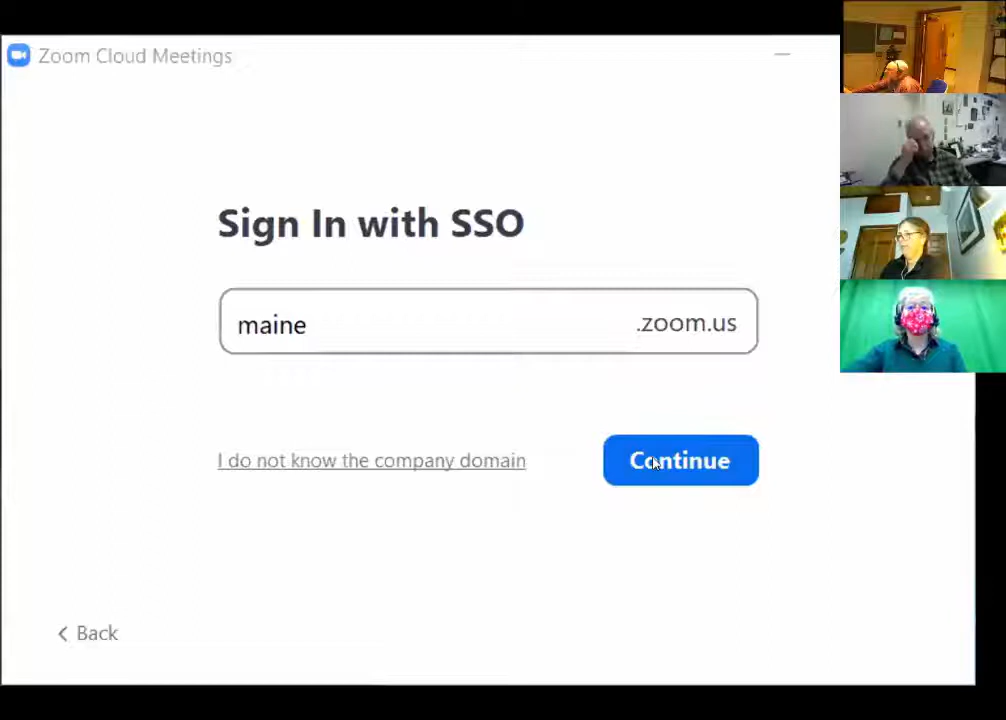 Zoom Cloud Meetings
Sign In with SSO
maine .zoom.us
I do not know the company domain
Continue
Back